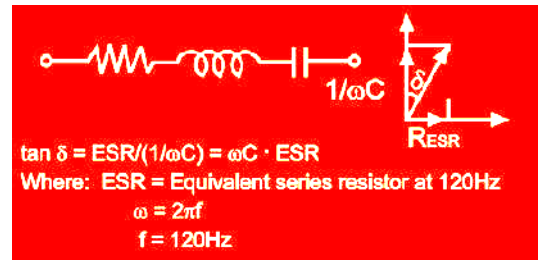 1/ωC
δ
RESR
tan δ = ESR/(1/ωC) = ωC · ESR
Where: ESR = Equivalent series resistor at 120Hz
ω = 2πf
f = 120Hz